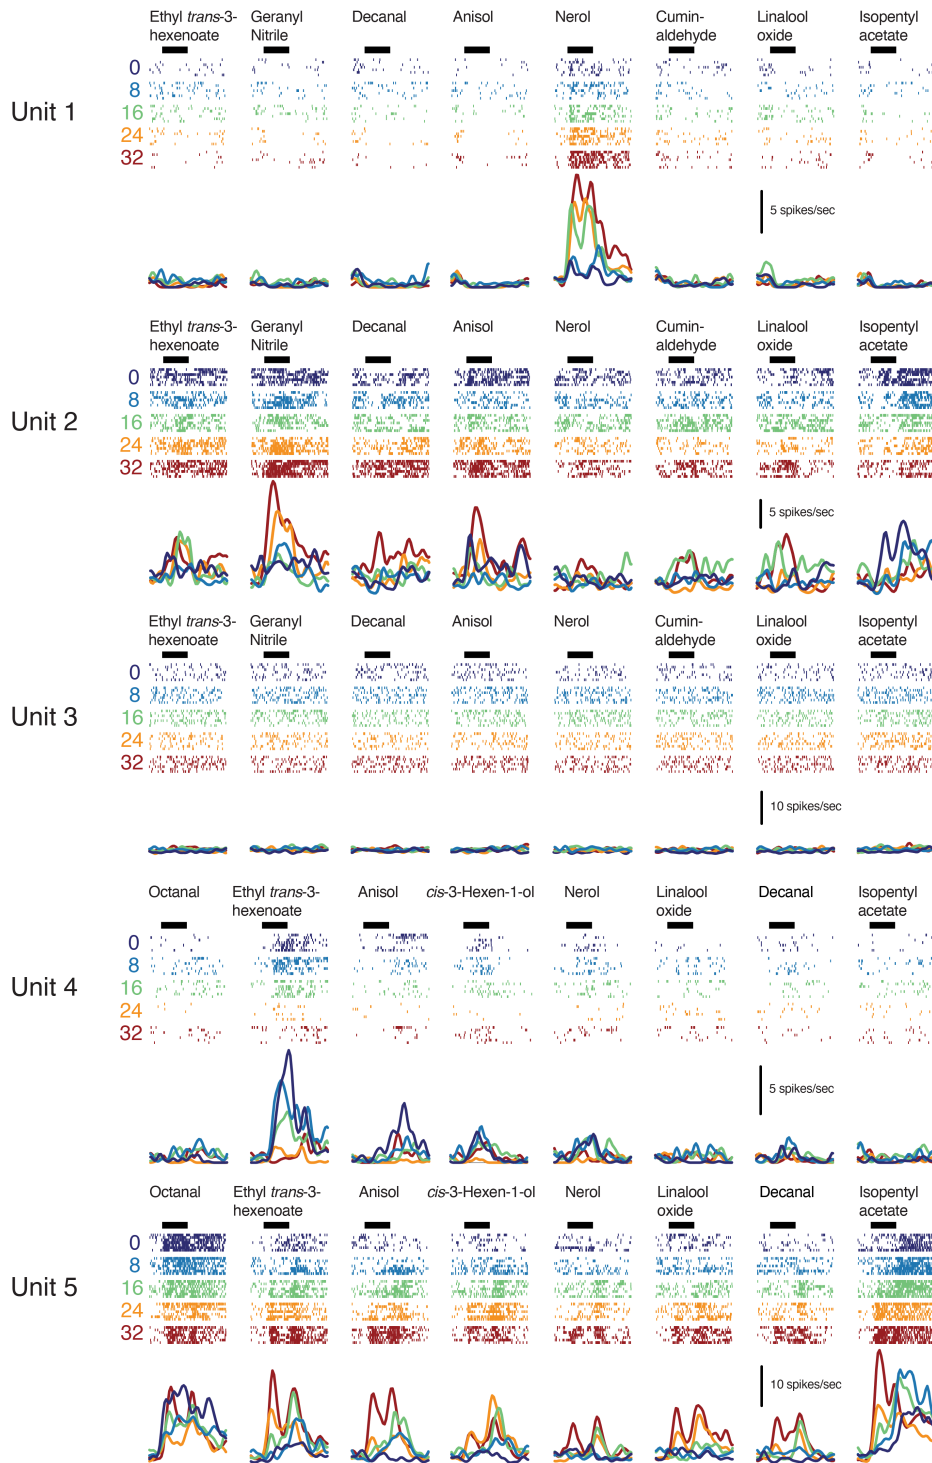 Ethyl trans-3-
hexenoate
Geranyl
Nitrile
Decanal
Anisol
Nerol
Cumin-
aldehyde
Linalool
oxide
Isopentyl
acetate
Unit 1
0
8
16
24
32
5 spikes/sec
Ethyl trans-3-
hexenoate
Geranyl
Nitrile
Decanal
Anisol
Nerol
Cumin-
aldehyde
Linalool
oxide
Isopentyl
acetate
Unit 2
0
8
16
24
32
5 spikes/sec
Ethyl trans-3-
hexenoate
Geranyl
Nitrile
Decanal
Anisol
Nerol
Cumin-
aldehyde
Linalool
oxide
Isopentyl
acetate
Unit 3
0
8
16
24
32
10 spikes/sec
Octanal
Ethyl trans-3-
hexenoate
Anisol
cis-3-Hexen-1-ol
Nerol
Linalool
oxide
Decanal
Isopentyl
acetate
Unit 4
0
8
16
24
32
5 spikes/sec
Octanal
Ethyl trans-3-
hexenoate
Anisol
cis-3-Hexen-1-ol
Nerol
Linalool
oxide
Decanal
Isopentyl
acetate
Unit 5
0
8
16
24
32
10 spikes/sec